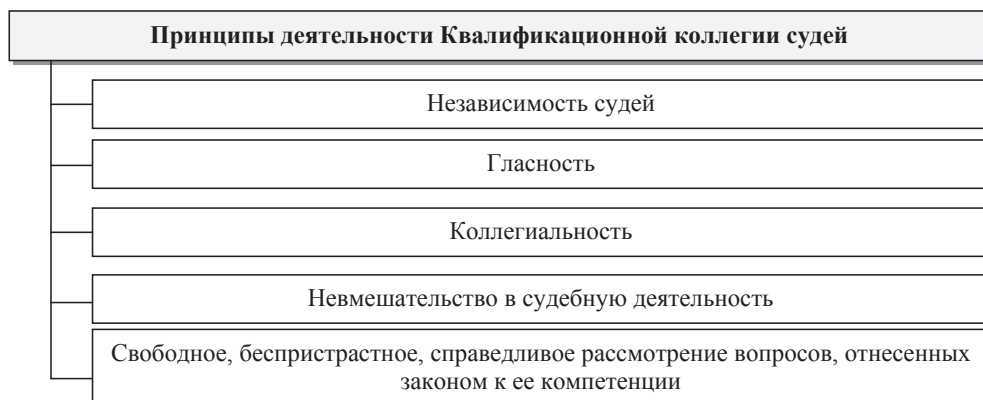 Принципы деятельности Квалификационной коллегии судей
Независимость судей
Гласность
Коллегиальность
Невмешательство в судебную деятельность
Свободное, беспристрастное, справедливое рассмотрение вопросов, отнесенных
законом к ее компетенции